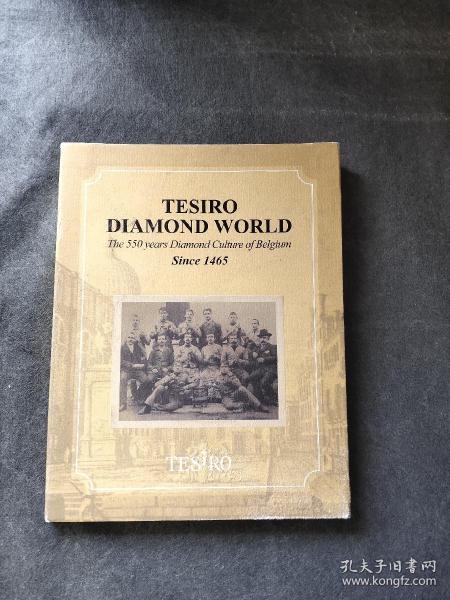 TESIRO
DIAMOND WORLD
The 550 years Diamond Culture of Belgium
Since 1465
TESIRO
孔夫子旧书网
www.kongfz.com